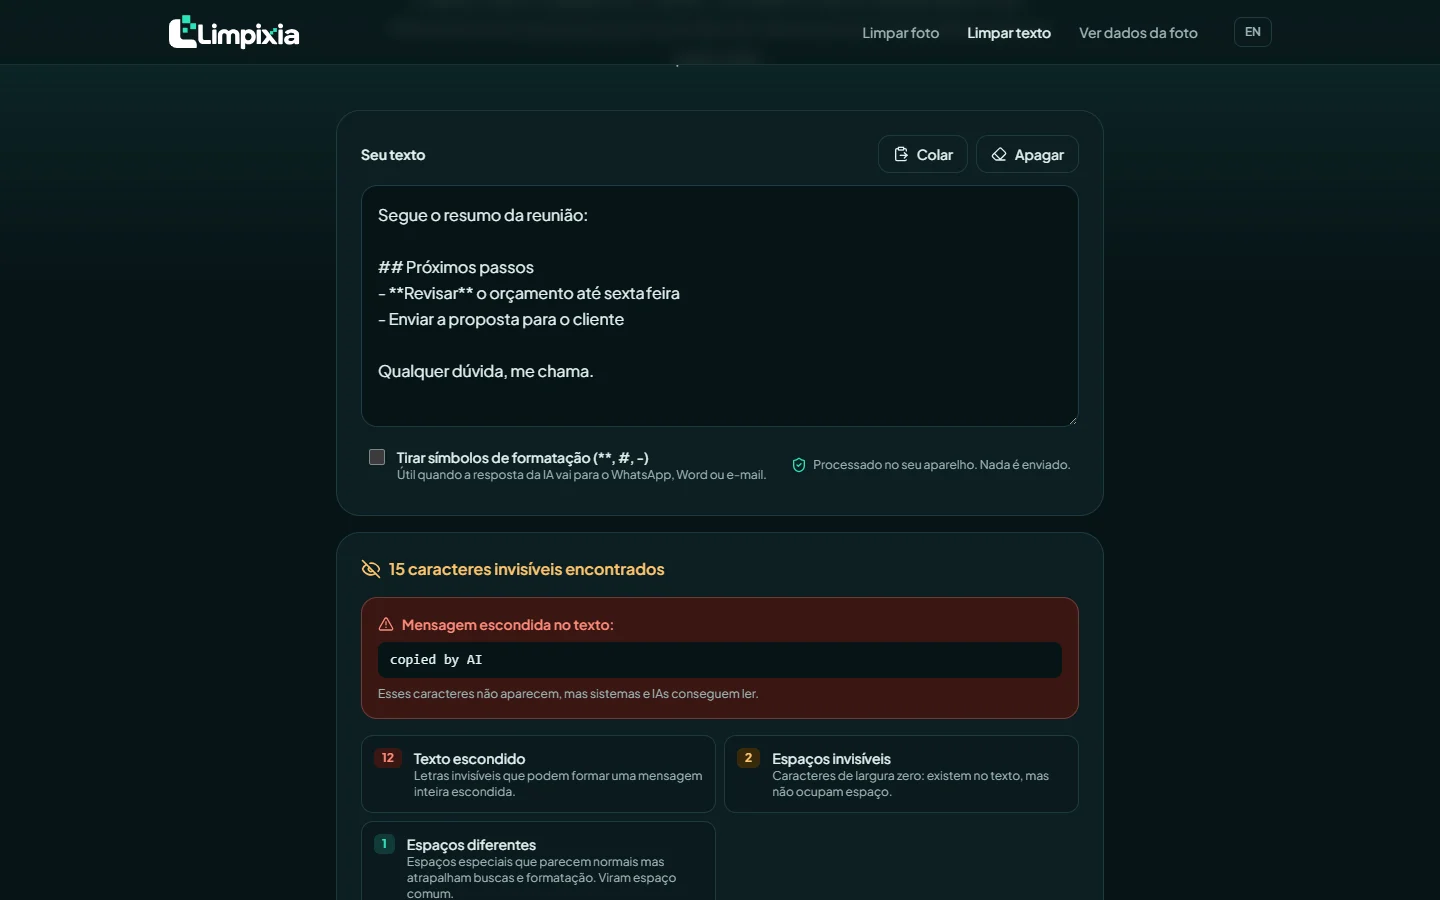 Limpixia
Limpar foto
Limpar texto
Ver dados da foto
EN
Seu texto
Colar
Apagar
Segue o resumo da reunião:
## Próximos passos
- **Revisar** o orçamento até sextafeira
- Enviar a proposta para o cliente
Qualquer dúvida, me chama.
Tirar símbolos de formatação (**, #, -)
Útil quando a resposta da IA vai para o WhatsApp, Word ou e-mail.
Processado no seu aparelho. Nada é enviado.
15 caracteres invisíveis encontrados
Mensagem escondida no texto:
copied by AI
Esses caracteres não aparecem, mas sistemas e IAs conseguem ler.
12
Texto escondido
Letras invisíveis que podem formar uma mensagem
inteira escondida.
2
Espaços invisíveis
Caracteres de largura zero: existem no texto, mas
não ocupam espaço.
1
Espaços diferentes
Espaços especiais que parecem normais mas
atrapalham buscas e formatação. Viram espaço
comum.